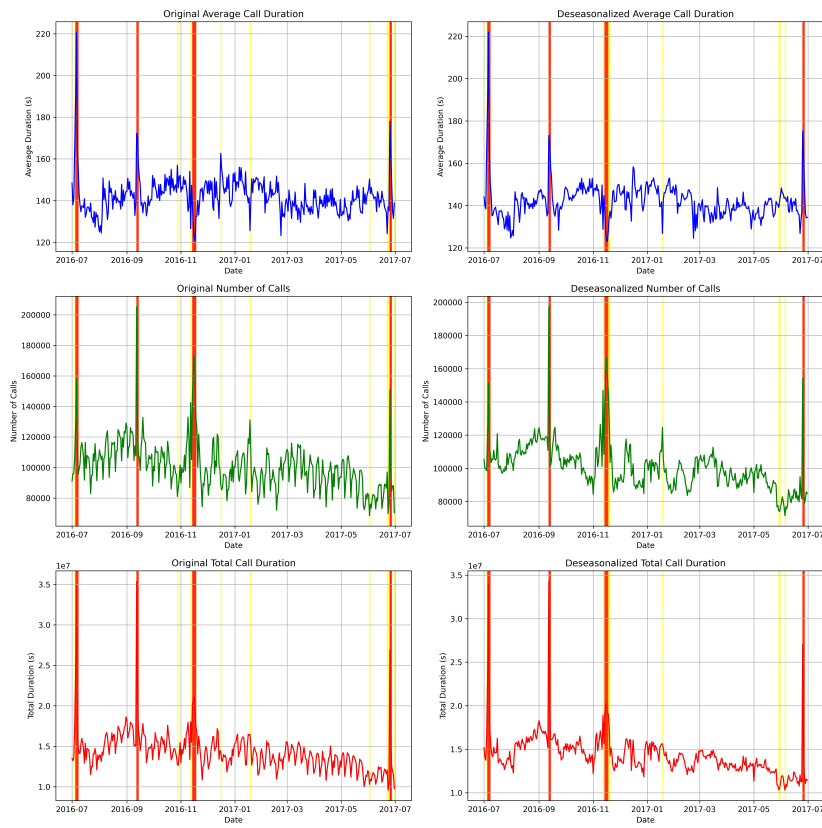 Original Average Call Duration
Average Duration (s)
220
200
180
160
140
120
2016-07 2016-09 2016-11 2017-01 2017-03 2017-05 2017-07
Date
Deseasonalized Average Call Duration
Average Duration (s)
220
200
180
160
140
120
2016-07 2016-09 2016-11 2017-01 2017-03 2017-05 2017-07
Date
Original Number of Calls
Number of Calls
200000
180000
160000
140000
120000
100000
80000
2016-07 2016-09 2016-11 2017-01 2017-03 2017-05 2017-07
Date
Deseasonalized Number of Calls
Number of Calls
200000
180000
160000
140000
120000
100000
80000
2016-07 2016-09 2016-11 2017-01 2017-03 2017-05 2017-07
Date
Original Total Call Duration
1e7
Total Duration (s)
3.5
3.0
2.5
2.0
1.5
1.0
2016-07 2016-09 2016-11 2017-01 2017-03 2017-05 2017-07
Date
Deseasonalized Total Call Duration
1e7
Total Duration (s)
3.5
3.0
2.5
2.0
1.5
1.0
2016-07 2016-09 2016-11 2017-01 2017-03 2017-05 2017-07
Date